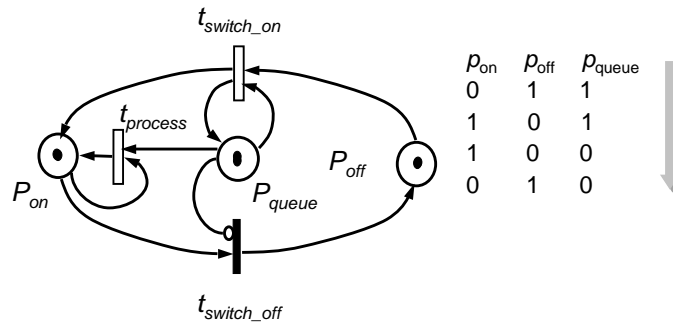 t_switch_on
t_process
P_on
P_queue
P_off
t_switch_off
p_on p_off p_queue
0 1 1
1 0 1
1 0 0
0 1 0